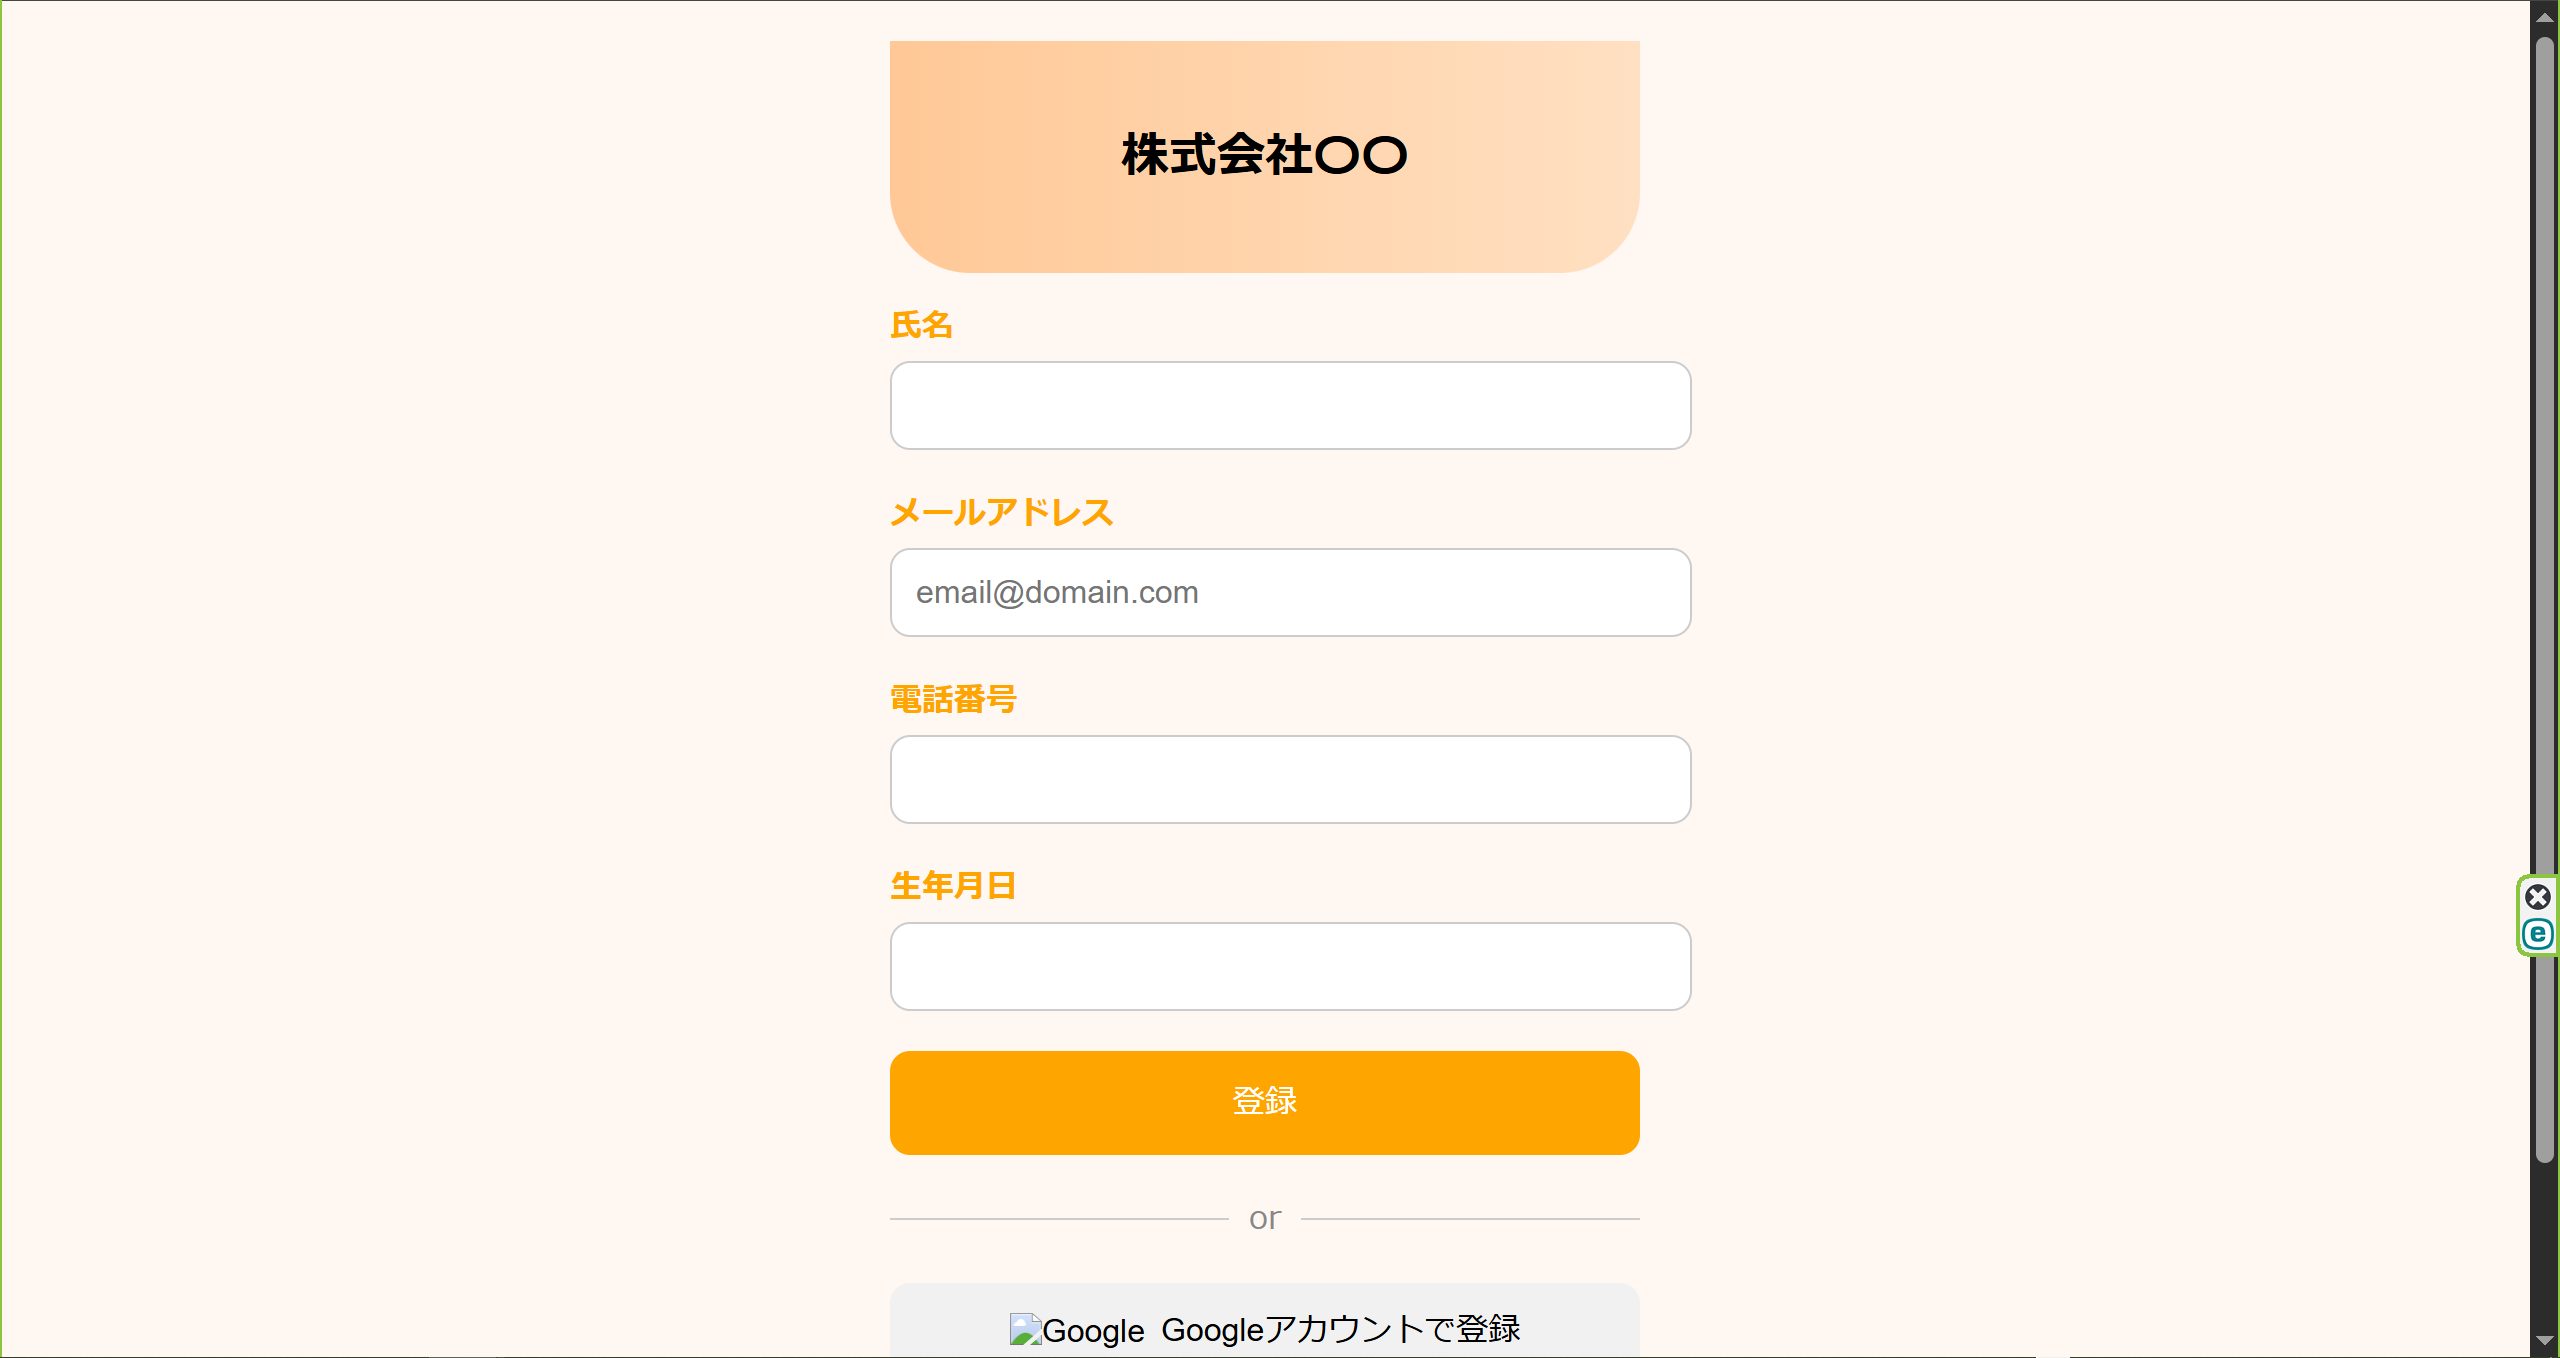 株式会社〇〇
氏名
メールアドレス
email@domain.com
電話番号
生年月日
登録
or
Google Googleアカウントで登録
e